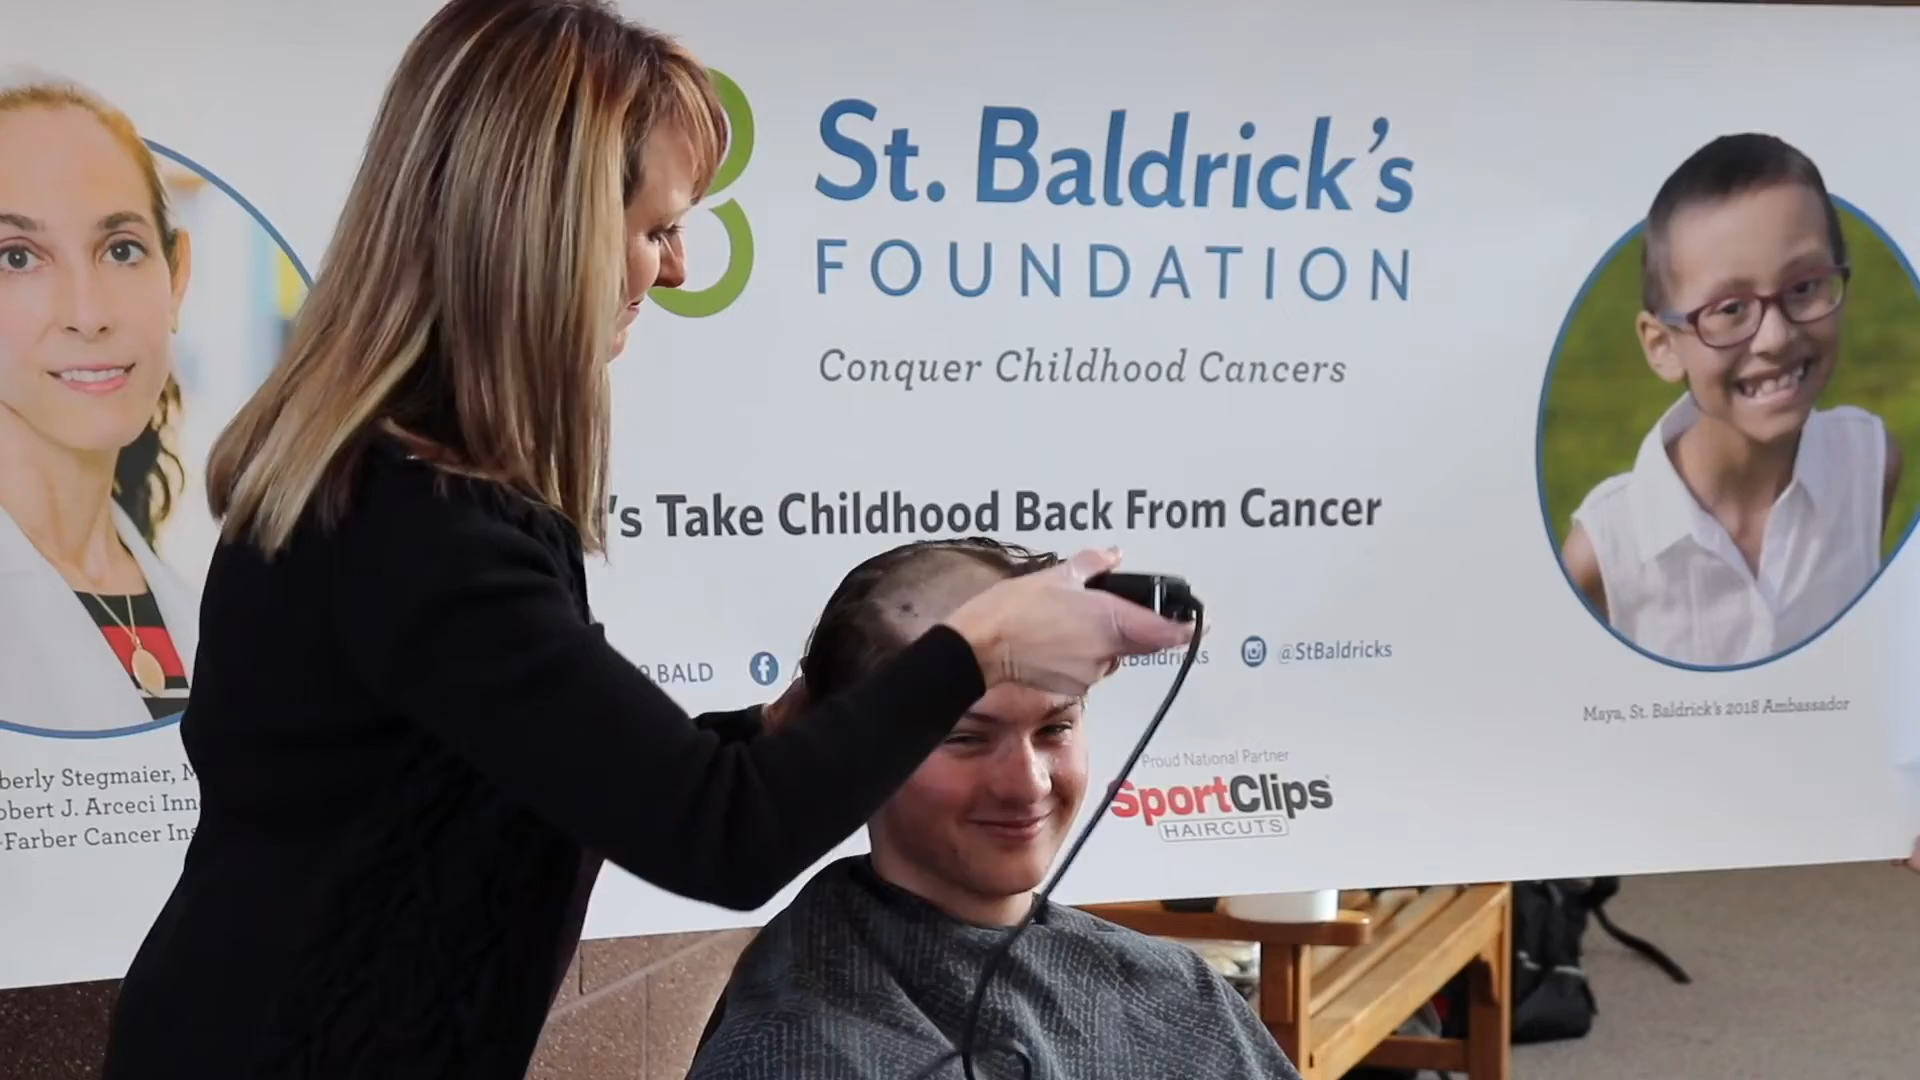 St. Baldrick's
FOUNDATION
Conquer Childhood Cancers
's Take Childhood Back From Cancer
BALD
@StBaldricks
Maya, St. Baldrick's 2018 Ambassador
berly Stegmaier, M
obert J. Arceci Inn
-Farber Cancer Ins
Proud National Partner
SportClips
HAIRCUTS